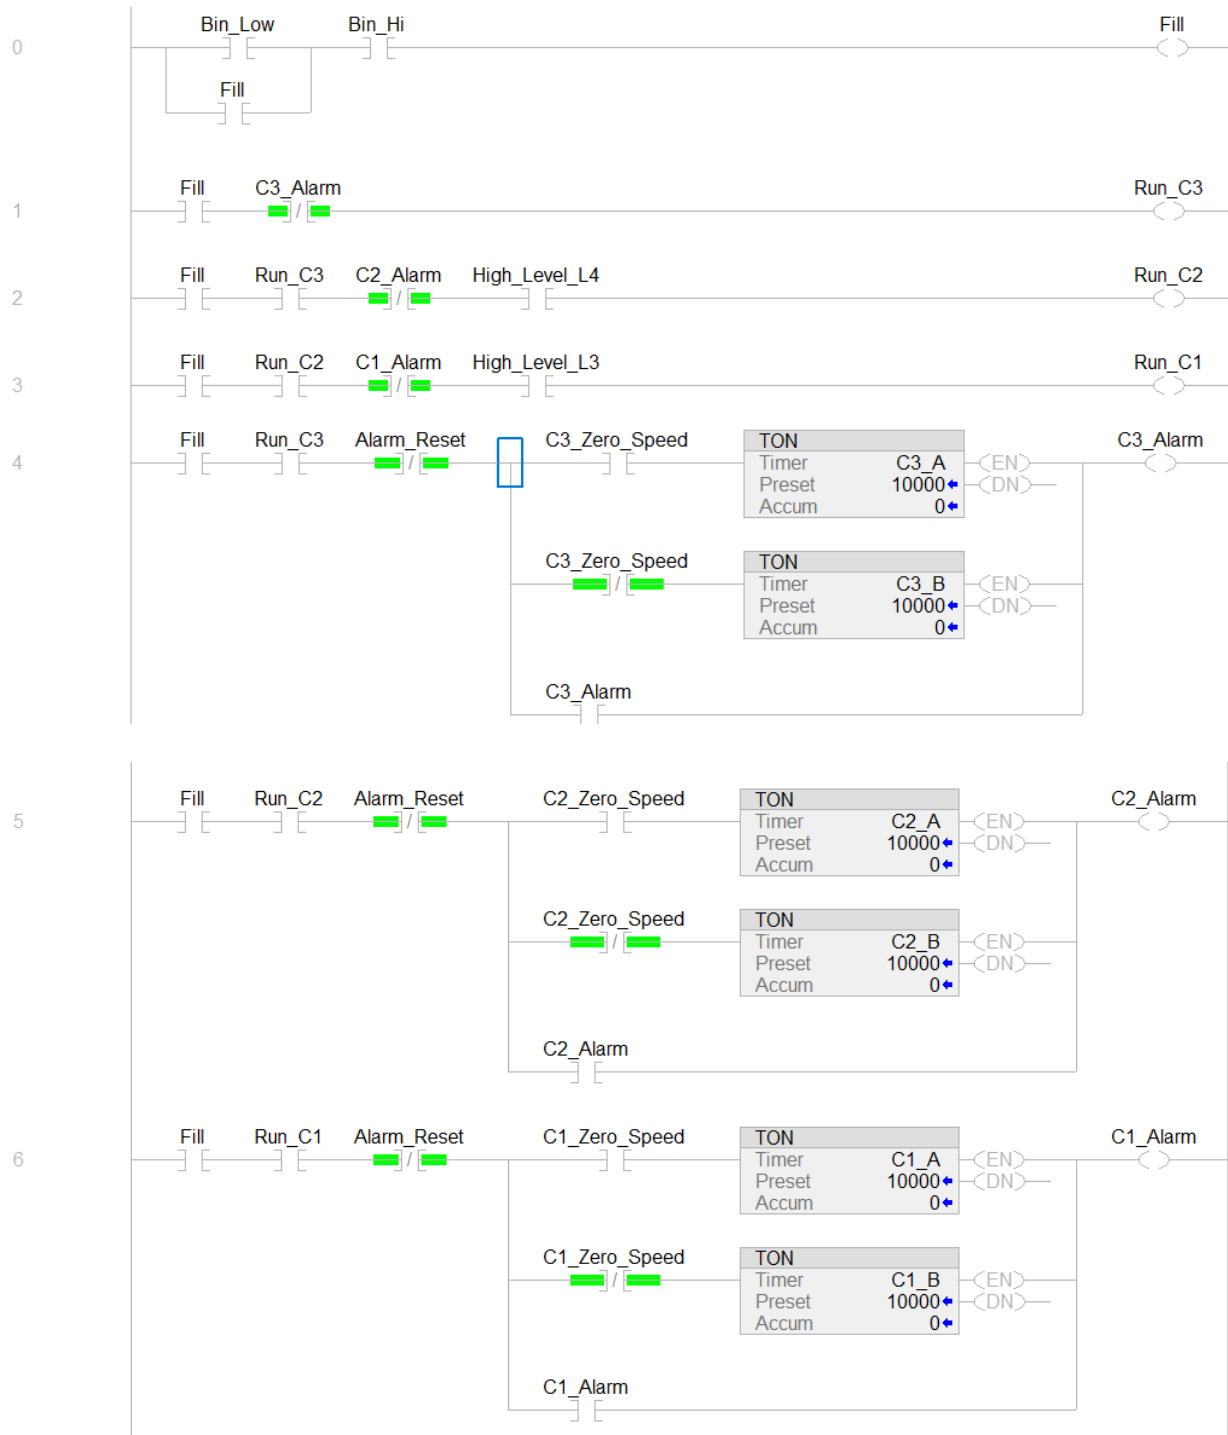 Bin_Low Bin_Hi Fill
0
Fill
Fill C3_Alarm Run_C3
1
Fill Run_C3 C2_Alarm High_Level_L4 Run_C2
2
Fill Run_C2 C1_Alarm High_Level_L3 Run_C1
3
Fill Run_C3 Alarm_Reset C3_Zero_Speed TON C3_Alarm
4 Timer C3_A EN
Preset 10000 DN
Accum 0
C3_Zero_Speed TON
Timer C3_B EN
Preset 10000 DN
Accum 0
C3_Alarm
Fill Run_C2 Alarm_Reset C2_Zero_Speed TON C2_Alarm
5 Timer C2_A EN
Preset 10000 DN
Accum 0
C2_Zero_Speed TON
Timer C2_B EN
Preset 10000 DN
Accum 0
C2_Alarm
Fill Run_C1 Alarm_Reset C1_Zero_Speed TON C1_Alarm
6 Timer C1_A EN
Preset 10000 DN
Accum 0
C1_Zero_Speed TON
Timer C1_B EN
Preset 10000 DN
Accum 0
C1_Alarm